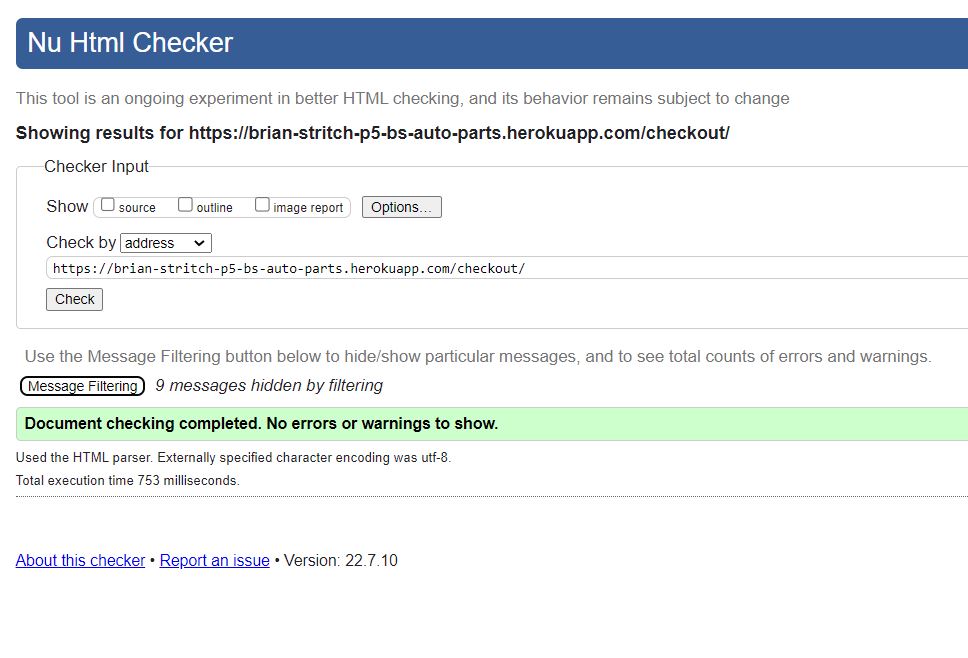 Nu Html Checker
This tool is an ongoing experiment in better HTML checking, and its behavior remains subject to change
Showing results for https://brian-stritch-p5-bs-auto-parts.herokuapp.com/checkout/
Checker Input
Show source outline image report Options...
Check by address
https://brian-stritch-p5-bs-auto-parts.herokuapp.com/checkout/
Check
Use the Message Filtering button below to hide/show particular messages, and to see total counts of errors and warnings.
Message Filtering 9 messages hidden by filtering
Document checking completed. No errors or warnings to show.
Used the HTML parser. Externally specified character encoding was utf-8.
Total execution time 753 milliseconds.
About this checker • Report an issue • Version: 22.7.10